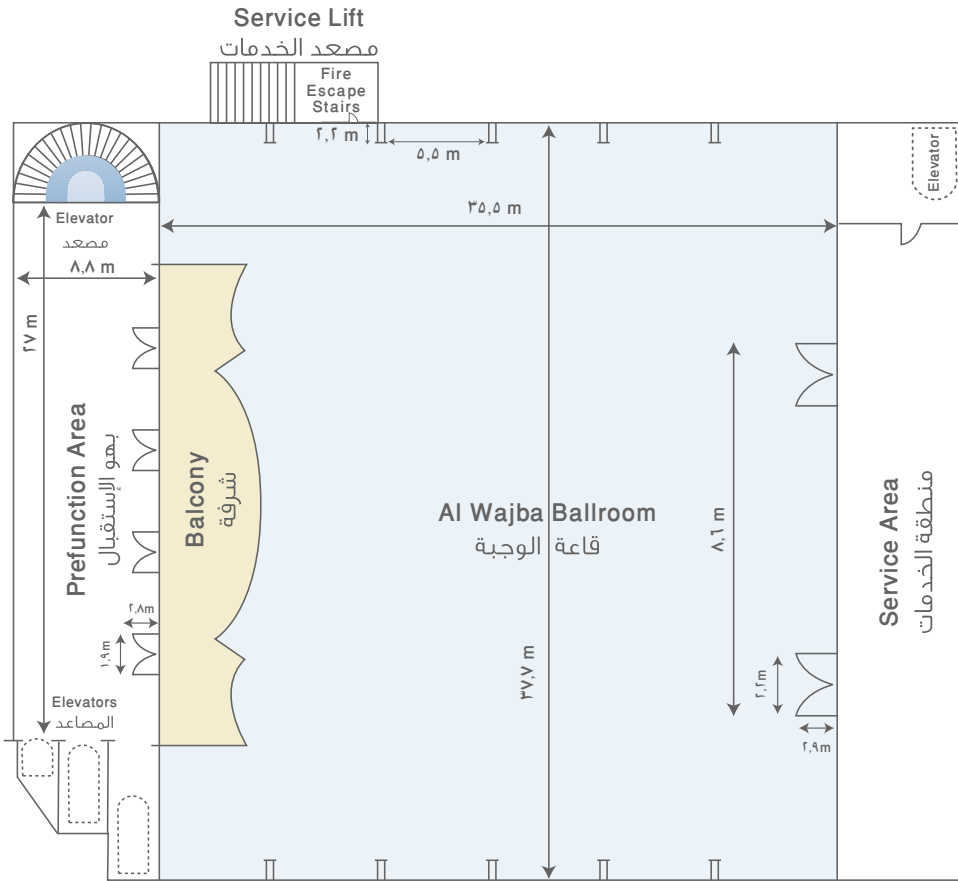 Service Lift
مصعد الخدمات
Fire
Escape
Stairs
٢,٢ m
٥,٥ m
Elevator
٣٥,٥ m
Elevator
مصعد
٨,٨ m
٢٧ m
Prefunction Area
بهو الإستقبال
Balcony
شرفة
Al Wajba Ballroom
قاعة الوجبة
٨,٦ m
Service Area
منطقة الخدمات
٢,٨m
١,٩m
٣٧,٧ m
٢,٢m
٢,٩m
Elevators
المصاعد